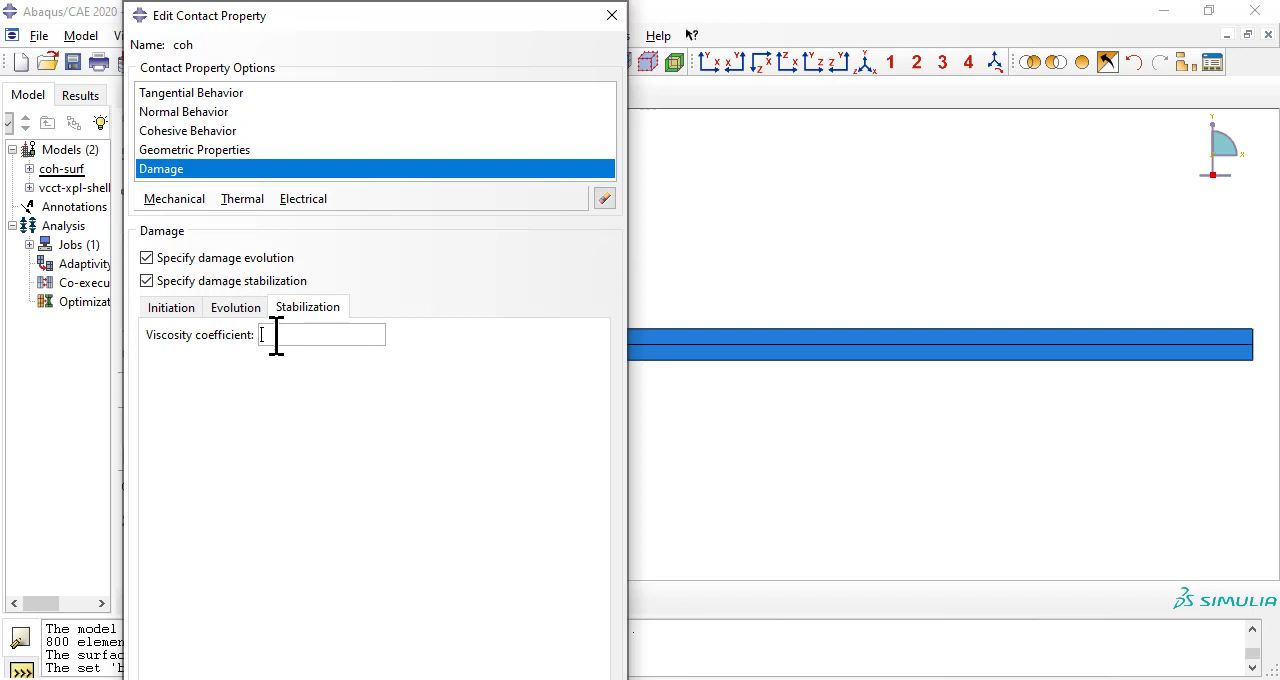 Abaqus/CAE 2020
Edit Contact Property
File Model Help
Name: coh
Contact Property Options
Tangential Behavior
Normal Behavior
Cohesive Behavior
Geometric Properties
Damage
Mechanical Thermal Electrical
Damage
Specify damage evolution
Specify damage stabilization
Initiation Evolution Stabilization
Viscosity coefficient:
Model Results
Models (2)
coh-surf
vcct-xpl-shell
Annotations
Analysis
Jobs (1)
Adaptivity
Co-execu
Optimizat
1 2 3 4
Y
X
SIMULIA
The model
800 elemen
The surfac
The set 'b